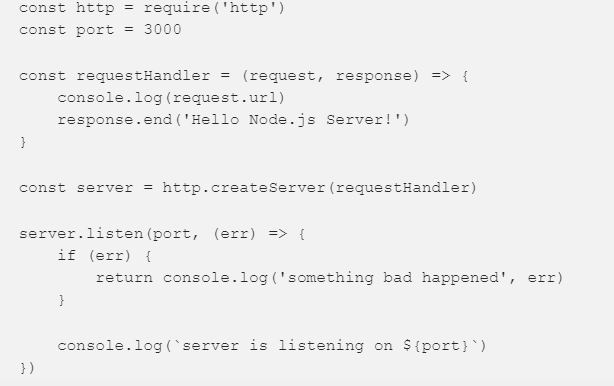 const http = require('http')
const port = 3000

const requestHandler = (request, response) => {
    console.log(request.url)
    response.end('Hello Node.js Server!')
}

const server = http.createServer(requestHandler)

server.listen(port, (err) => {
    if (err) {
        return console.log('something bad happened', err)
    }

    console.log(`server is listening on ${port}`)
})